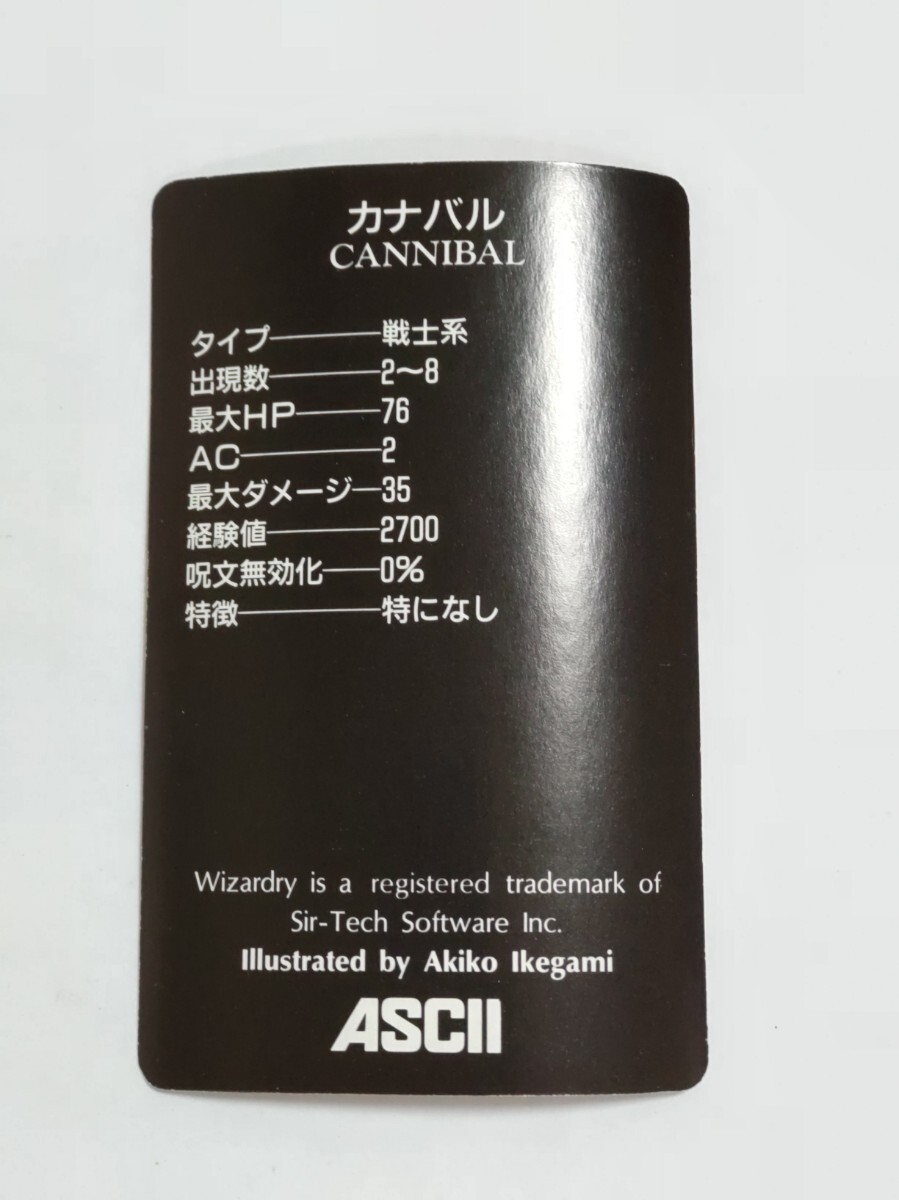 カナバル
CANNIBAL
タイプ――――戦士系
出現数――――2〜8
最大HP―――76
AC―――――2
最大ダメージ―35
経験値――――2700
呪文無効化――0%
特徴―――――特になし
Wizardry is a registered trademark of
Sir-Tech Software Inc.
Illustrated by Akiko Ikegami
ASCII